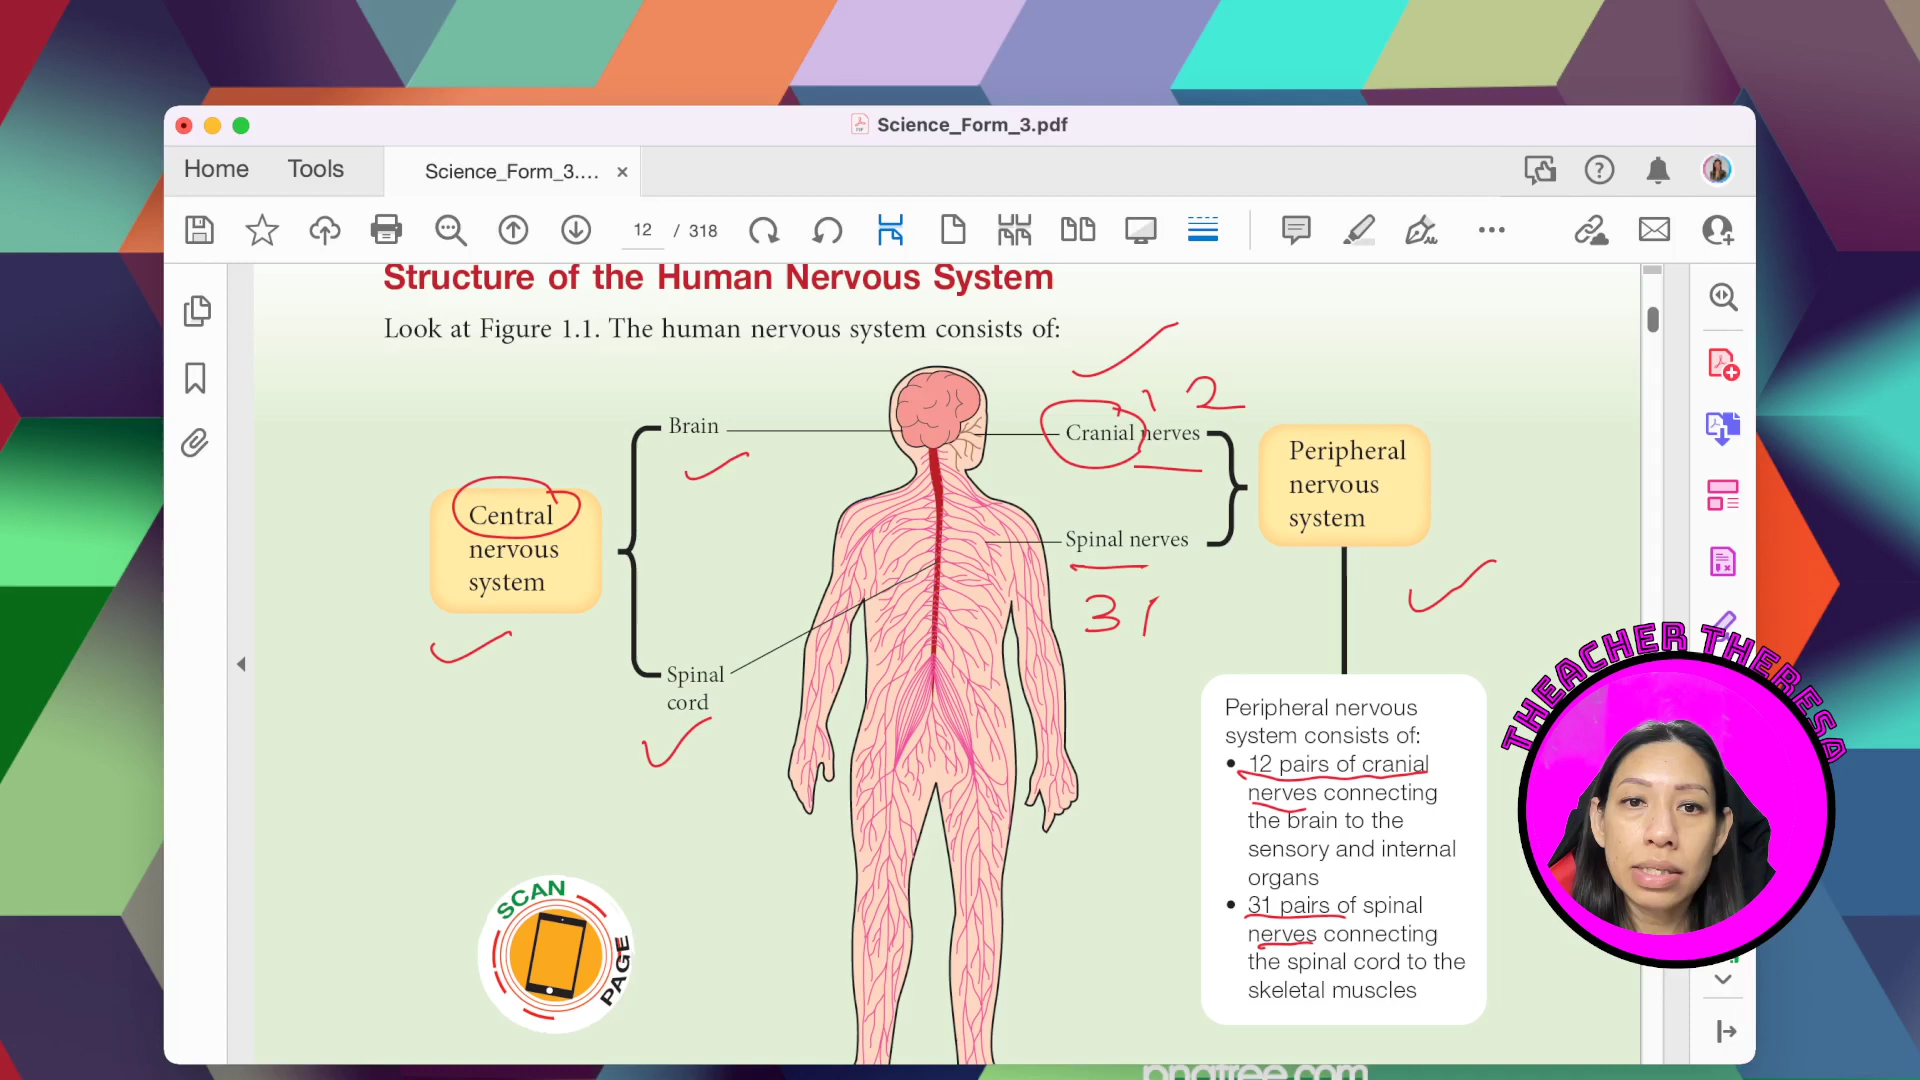 Science_Form_3.pdf
Home Tools Science_Form_3....
12 / 318
Structure of the Human Nervous System
Look at Figure 1.1. The human nervous system consists of:
12
Brain
Cranial nerves
Peripheral
nervous
system
Central
nervous
system
Spinal nerves
31
Spinal
cord
Peripheral nervous
system consists of:
• 12 pairs of cranial
nerves connecting
the brain to the
sensory and internal
organs
• 31 pairs of spinal
nerves connecting
the spinal cord to the
skeletal muscles
THEACHER THERESA
SCAN
PAGE
pngtree.com